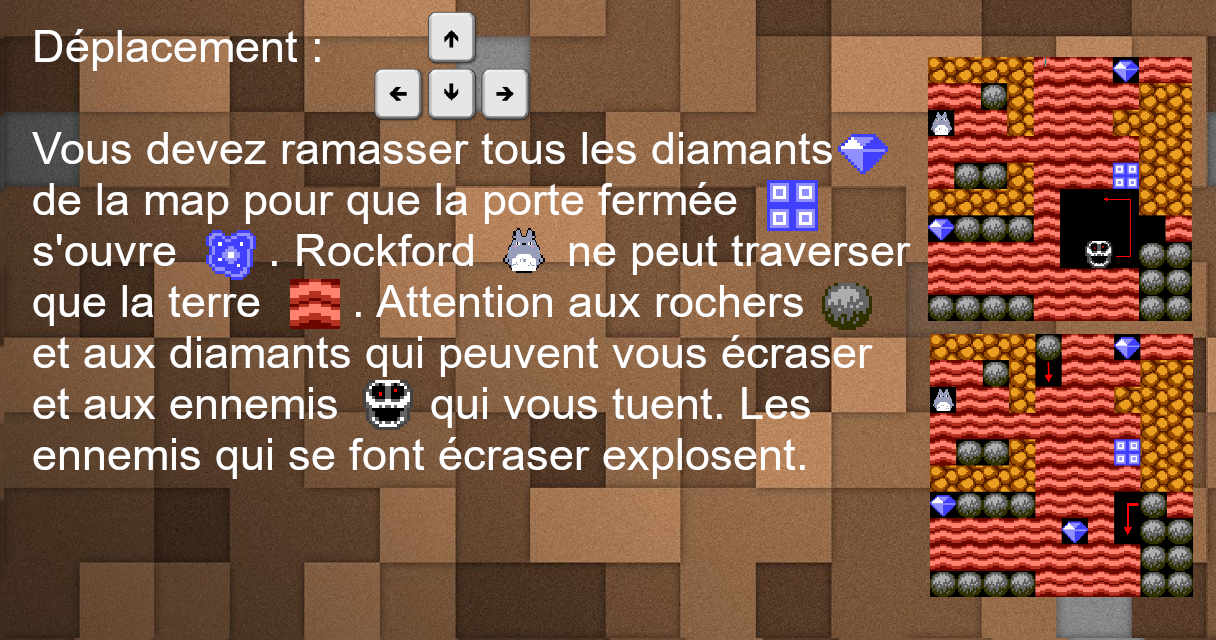 Déplacement :
↑
← ↓ →
Vous devez ramasser tous les diamants
de la map pour que la porte fermée
s'ouvre . Rockford ne peut traverser
que la terre . Attention aux rochers
et aux diamants qui peuvent vous écraser
et aux ennemis qui vous tuent. Les
ennemis qui se font écraser explosent.